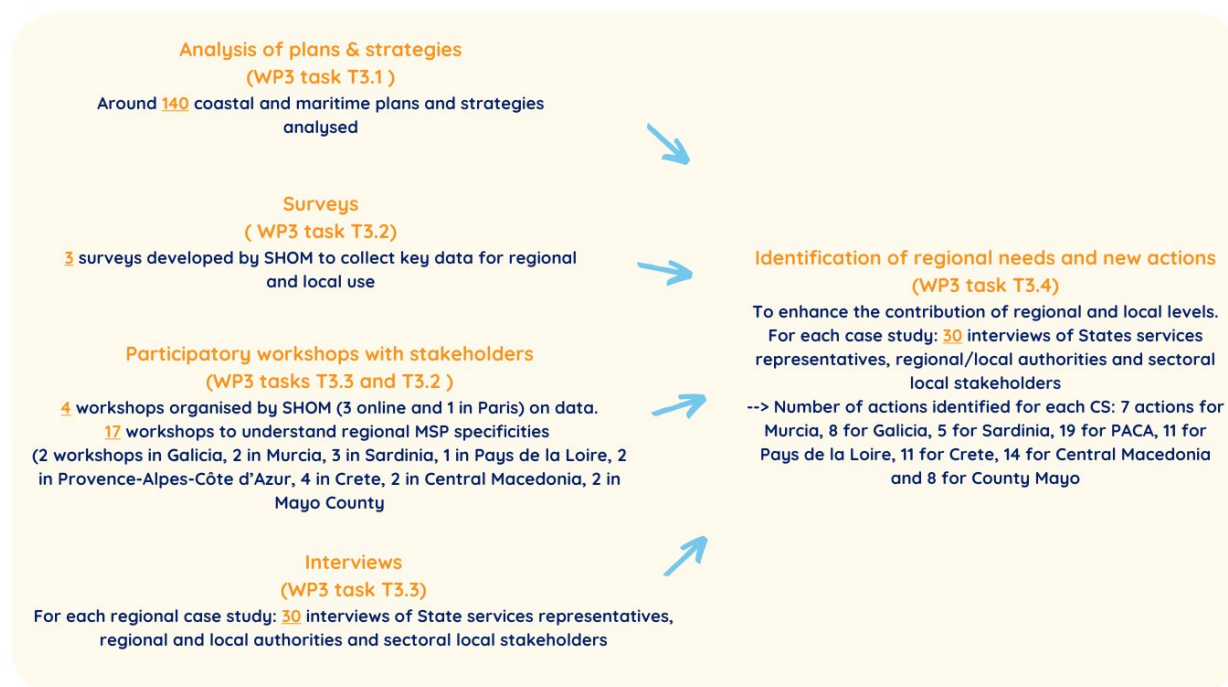 Analysis of plans & strategies
(WP3 task T3.1 )
Around 140 coastal and maritime plans and strategies
analysed
Surveys
( WP3 task T3.2)
3 surveys developed by SHOM to collect key data for regional
and local use
Participatory workshops with stakeholders
(WP3 tasks T3.3 and T3.2 )
4 workshops organised by SHOM (3 online and 1 in Paris) on data.
17 workshops to understand regional MSP specificities
(2 workshops in Galicia, 2 in Murcia, 3 in Sardinia, 1 in Pays de la Loire, 2
in Provence-Alpes-Côte d'Azur, 4 in Crete, 2 in Central Macedonia, 2 in
Mayo County
Interviews
(WP3 task T3.3)
For each regional case study: 30 interviews of State services representatives,
regional and local authorities and sectoral local stakeholders
Identification of regional needs and new actions
(WP3 task T3.4)
To enhance the contribution of regional and local levels.
For each case study: 30 interviews of States services
representatives, regional/local authorities and sectoral
local stakeholders
--> Number of actions identified for each CS: 7 actions for
Murcia, 8 for Galicia, 5 for Sardinia, 19 for PACA, 11 for
Pays de la Loire, 11 for Crete, 14 for Central Macedonia
and 8 for County Mayo